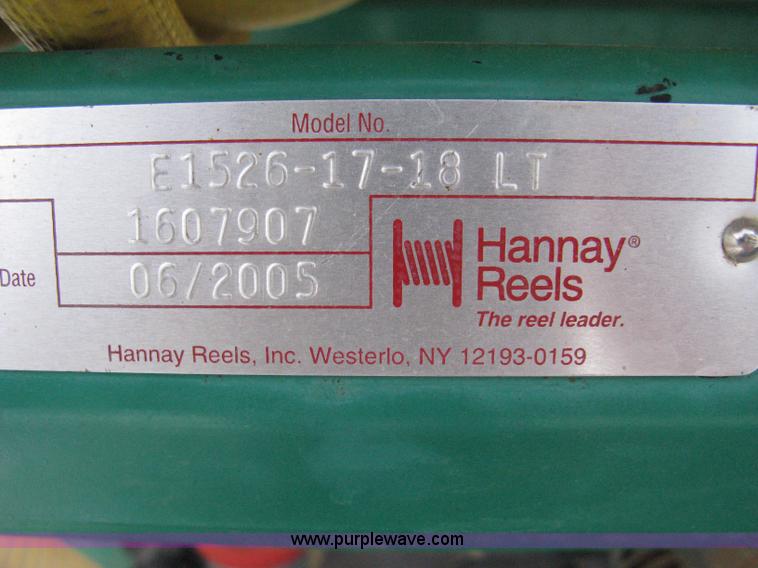 Model No.
E1526-17-18 LT
1607907
Date 06/2005
Hannay®
Reels
The reel leader.
Hannay Reels, Inc. Westerlo, NY 12193-0159
www.purplewave.com